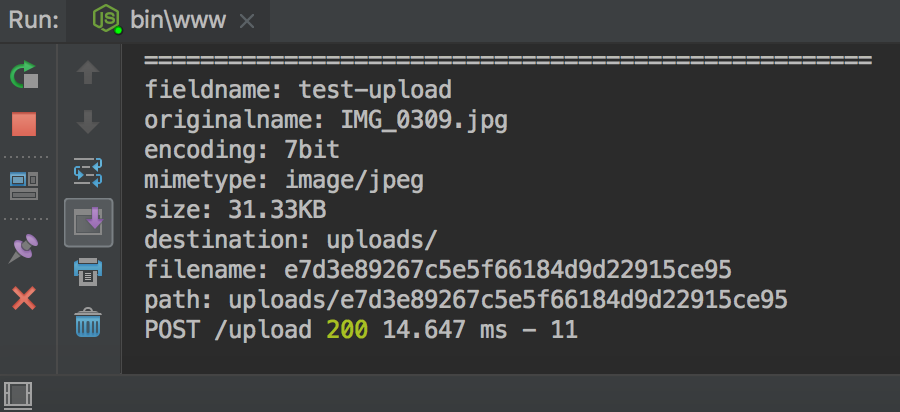 Run: JS bin\www
====================================================
fieldname: test-upload
originalname: IMG_0309.jpg
encoding: 7bit
mimetype: image/jpeg
size: 31.33KB
destination: uploads/
filename: e7d3e89267c5e5f66184d9d22915ce95
path: uploads/e7d3e89267c5e5f66184d9d22915ce95
POST /upload 200 14.647 ms - 11